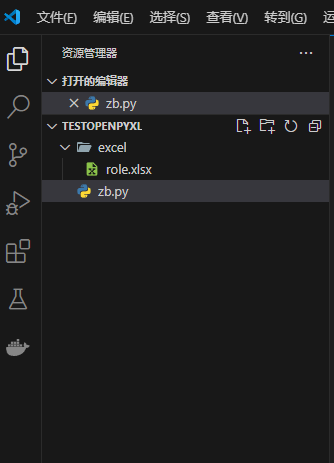 文件(F) 编辑(E) 选择(S) 查看(V) 转到(G)
资源管理器
打开的编辑器
zb.py
TESTOPENPYXL
excel
role.xlsx
zb.py